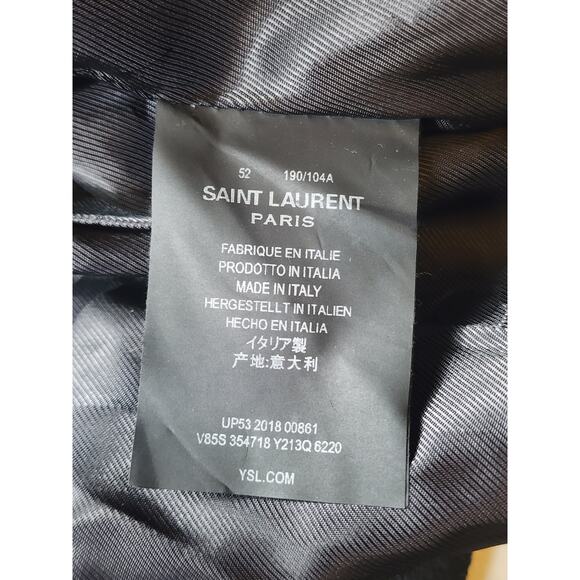 52 190/104A
SAINT LAURENT
PARIS
FABRIQUE EN ITALIE
PRODOTTO IN ITALIA
MADE IN ITALY
HERGESTELLT IN ITALIEN
HECHO EN ITALIA
イタリア製
产地:意大利
UP53 2018 00861
V85S 354718 Y213Q 6220
YSL.COM